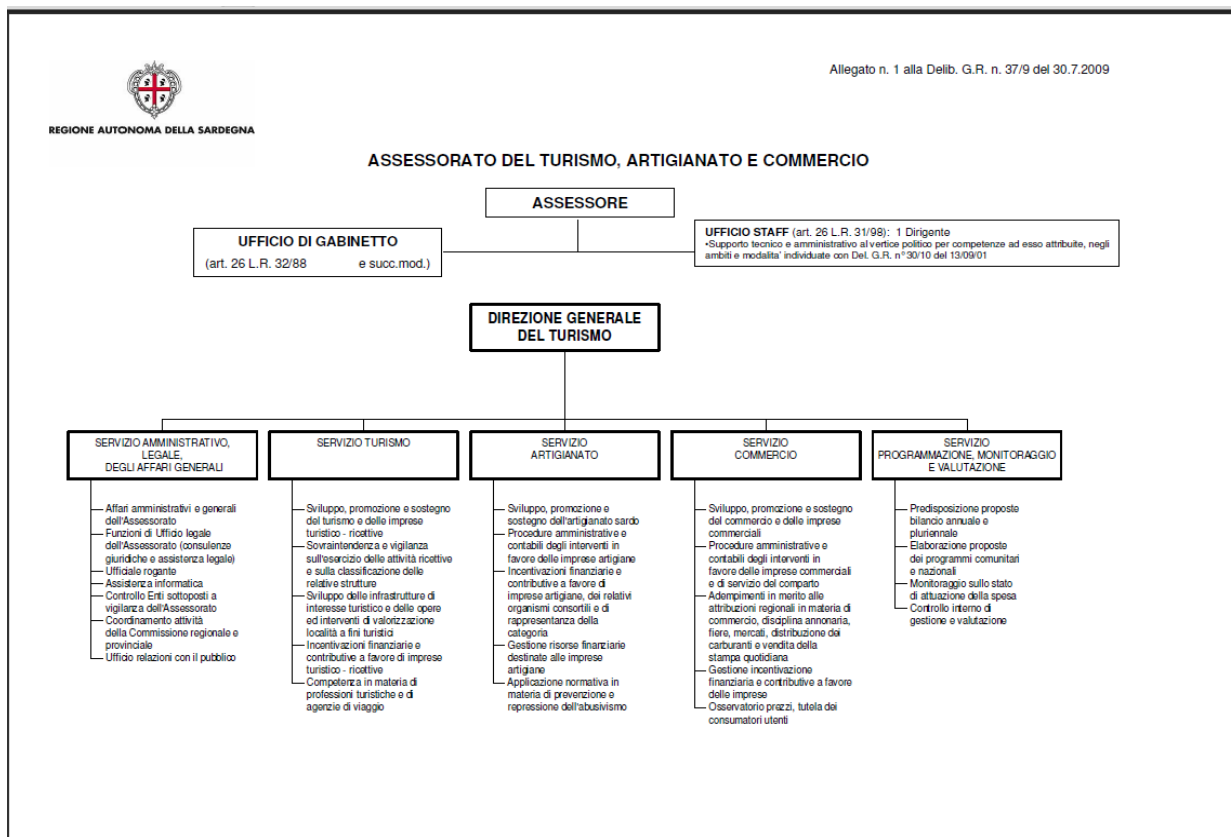 Allegato n. 1 alla Delib. G.R. n. 37/9 del 30.7.2009
REGIONE AUTONOMA DELLA SARDEGNA
ASSESSORATO DEL TURISMO, ARTIGIANATO E COMMERCIO
ASSESSORE
UFFICIO DI GABINETTO
(art. 26 L.R. 32/88 e succ.mod.)
UFFICIO STAFF (art. 26 L.R. 31/98): 1 Dirigente
•Supporto tecnico e amministrativo al vertice politico per competenze ad esso attribuite, negli
ambiti e modalita' individuate con Del. G.R. n°30/10 del 13/09/01
DIREZIONE GENERALE
DEL TURISMO
SERVIZIO AMMINISTRATIVO,
LEGALE,
DEGLI AFFARI GENERALI
Affari amministrativi e generali
dell'Assessorato
Funzioni di Ufficio legale
dell'Assessorato (consulenze
giuridiche e assistenza legale)
Ufficiale rogante
Assistenza informatica
Controllo Enti sottoposti a
vigilanza dell'Assessorato
Coordinamento attività
della Commissione regionale e
provinciale
Ufficio relazioni con il pubblico
SERVIZIO TURISMO
Sviluppo, promozione e sostegno
del turismo e delle imprese
turistico - ricettive
Sovraintendenza e vigilanza
sull'esercizio delle attività ricettive
e sulla classificazione delle
relative strutture
Sviluppo delle infrastrutture di
interesse turistico e delle opere
ed interventi di valorizzazione
località a fini turistici
Incentivazioni finanziarie e
contributive a favore di imprese
turistico - ricettive
Competenza in materia di
professioni turistiche e di
agenzie di viaggio
SERVIZIO
ARTIGIANATO
Sviluppo, promozione e
sostegno dell'artigianato sardo
Procedure amministrative e
contabili degli interventi in
favore delle imprese artigiane
Incentivazioni finanziarie e
contributive a favore di
imprese artigiane, dei relativi
organismi consortili e di
rappresentanza della
categoria
Gestione risorse finanziarie
destinate alle imprese
artigiane
Applicazione normativa in
materia di prevenzione e
repressione dell'abusivismo
SERVIZIO
COMMERCIO
Sviluppo, promozione e sostegno
del commercio e delle imprese
commerciali
Procedure amministrative e
contabili degli interventi in
favore delle imprese commerciali
e di servizio del comparto
Adempimenti in merito alle
attribuzioni regionali in materia di
commercio, disciplina annonaria,
fiere, mercati, distribuzione dei
carburanti e vendita della
stampa quotidiana
Gestione incentivazione
finanziaria e contributive a favore
delle imprese
Osservatorio prezzi, tutela dei
consumatori utenti
SERVIZIO
PROGRAMMAZIONE, MONITORAGGIO
E VALUTAZIONE
Predisposizione proposte
bilancio annuale e
pluriennale
Elaborazione proposte
dei programmi comunitari
e nazionali
Monitoraggio sullo stato
di attuazione della spesa
Controllo interno di
gestione e valutazione